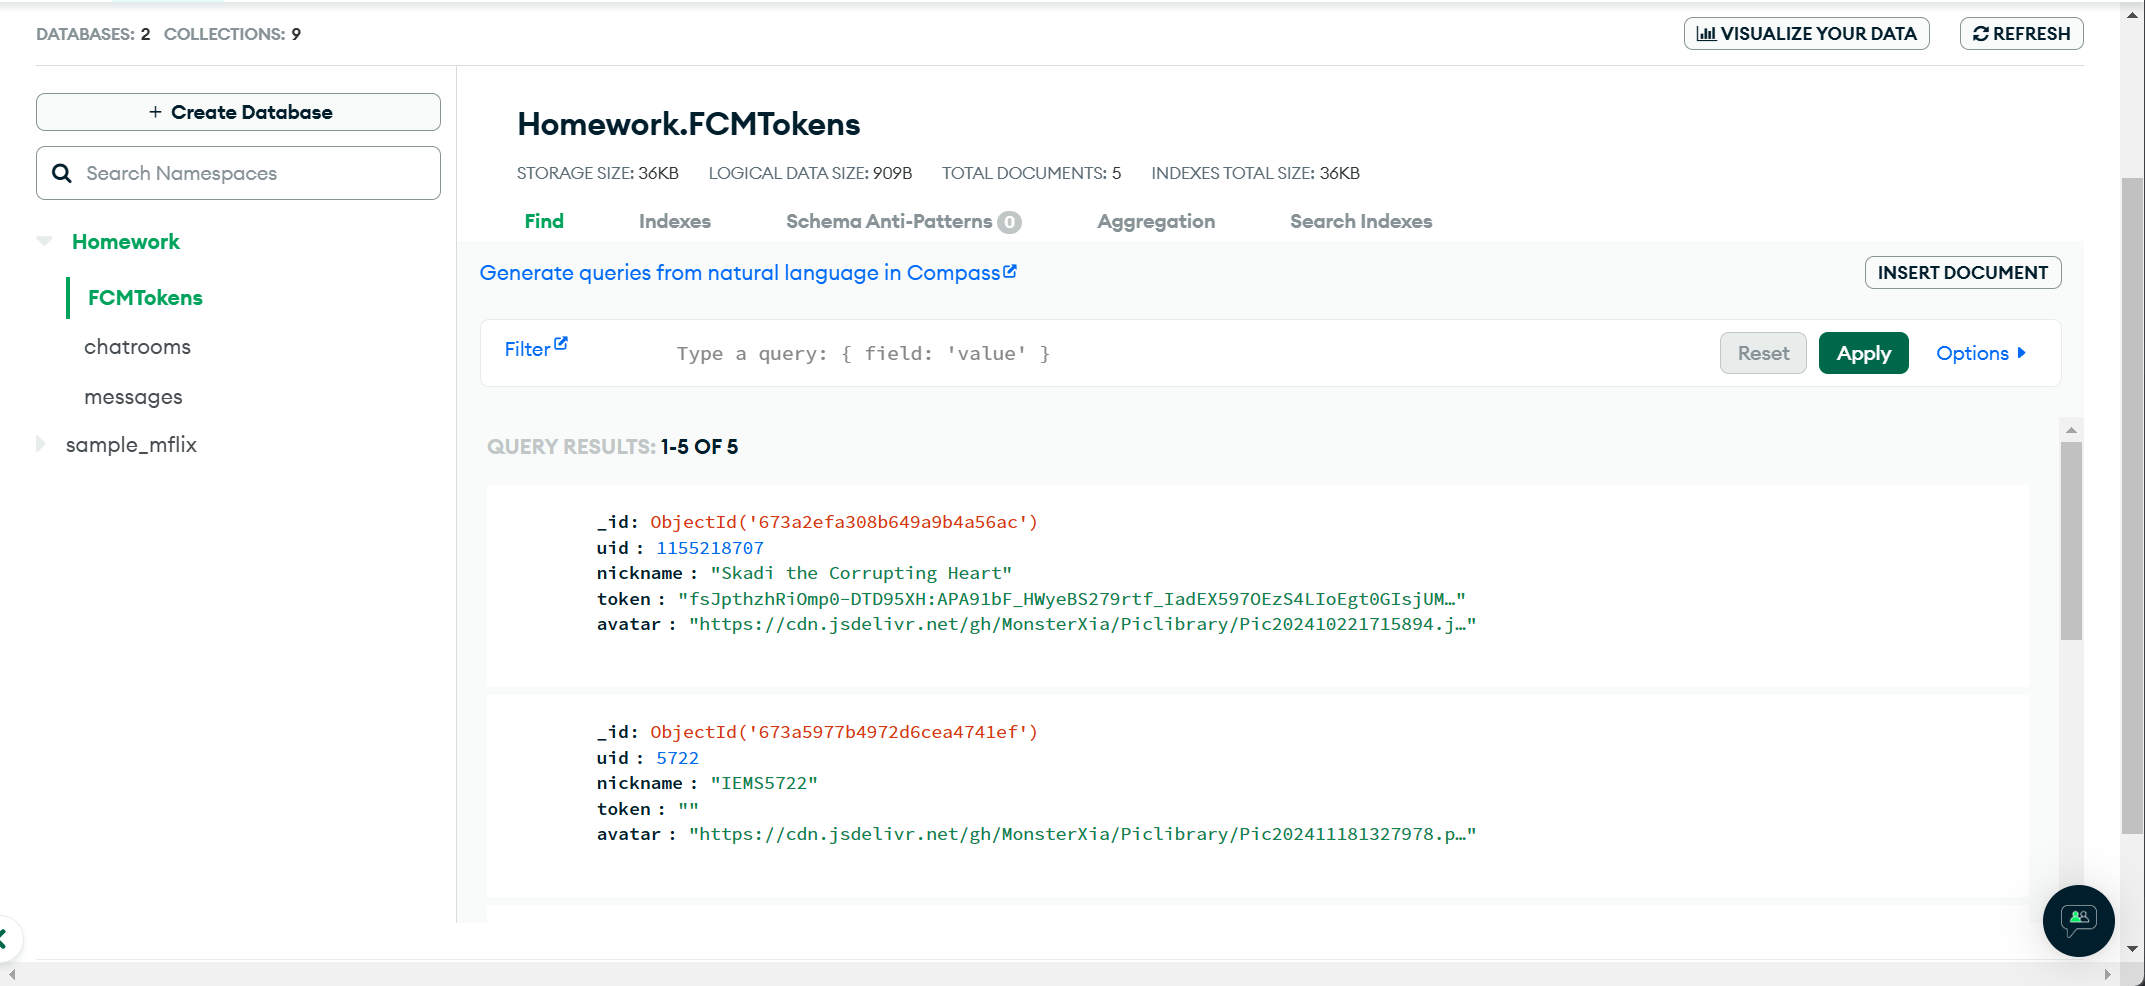 DATABASES: 2 COLLECTIONS: 9
VISUALIZE YOUR DATA
REFRESH
+ Create Database
Search Namespaces
Homework
FCMTokens
chatrooms
messages
sample_mflix
Homework.FCMTokens
STORAGE SIZE: 36KB LOGICAL DATA SIZE: 909B TOTAL DOCUMENTS: 5 INDEXES TOTAL SIZE: 36KB
Find Indexes Schema Anti-Patterns 0 Aggregation Search Indexes
Generate queries from natural language in Compass
INSERT DOCUMENT
Filter
Type a query: { field: 'value' }
Reset
Apply
Options
QUERY RESULTS: 1-5 OF 5
_id: ObjectId('673a2efa308b649a9b4a56ac')
uid : 1155218707
nickname : "Skadi the Corrupting Heart"
token : "fsJpthzhRiOmp0-DTD95XH:APA91bF_HWyeBS279rtf_IadEX597OEzS4LIoEgt0GIsjUM…"
avatar : "https://cdn.jsdelivr.net/gh/MonsterXia/Piclibrary/Pic202410221715894.j…"
_id: ObjectId('673a5977b4972d6cea4741ef')
uid : 5722
nickname : "IEMS5722"
token : ""
avatar : "https://cdn.jsdelivr.net/gh/MonsterXia/Piclibrary/Pic202411181327978.p…"